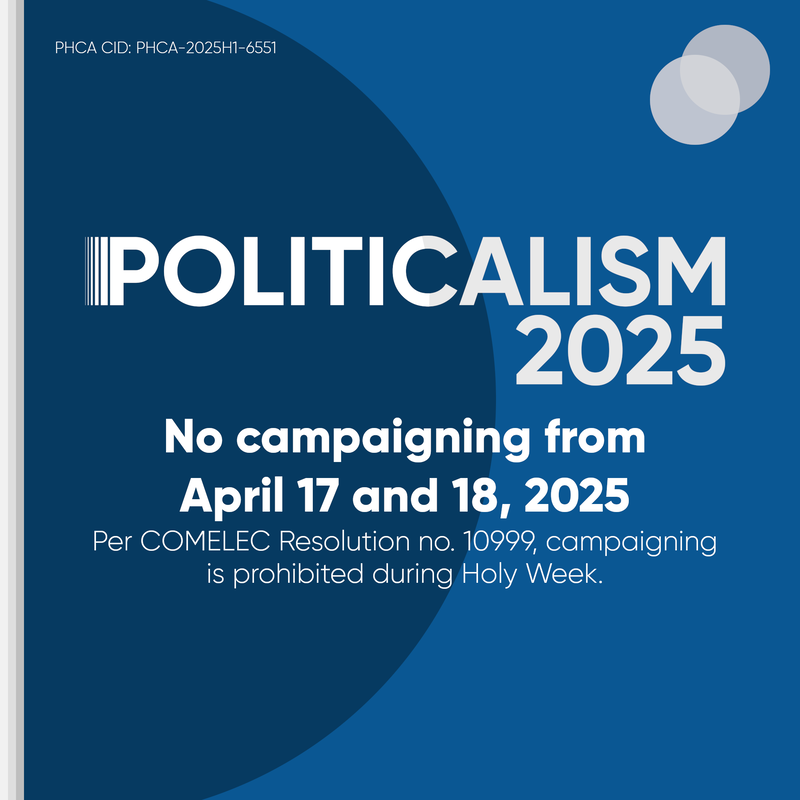 PHCA CID: PHCA-2025H1-6551
POLITICALISM
2025
No campaigning from
April 17 and 18, 2025
Per COMELEC Resolution no. 10999, campaigning
is prohibited during Holy Week.